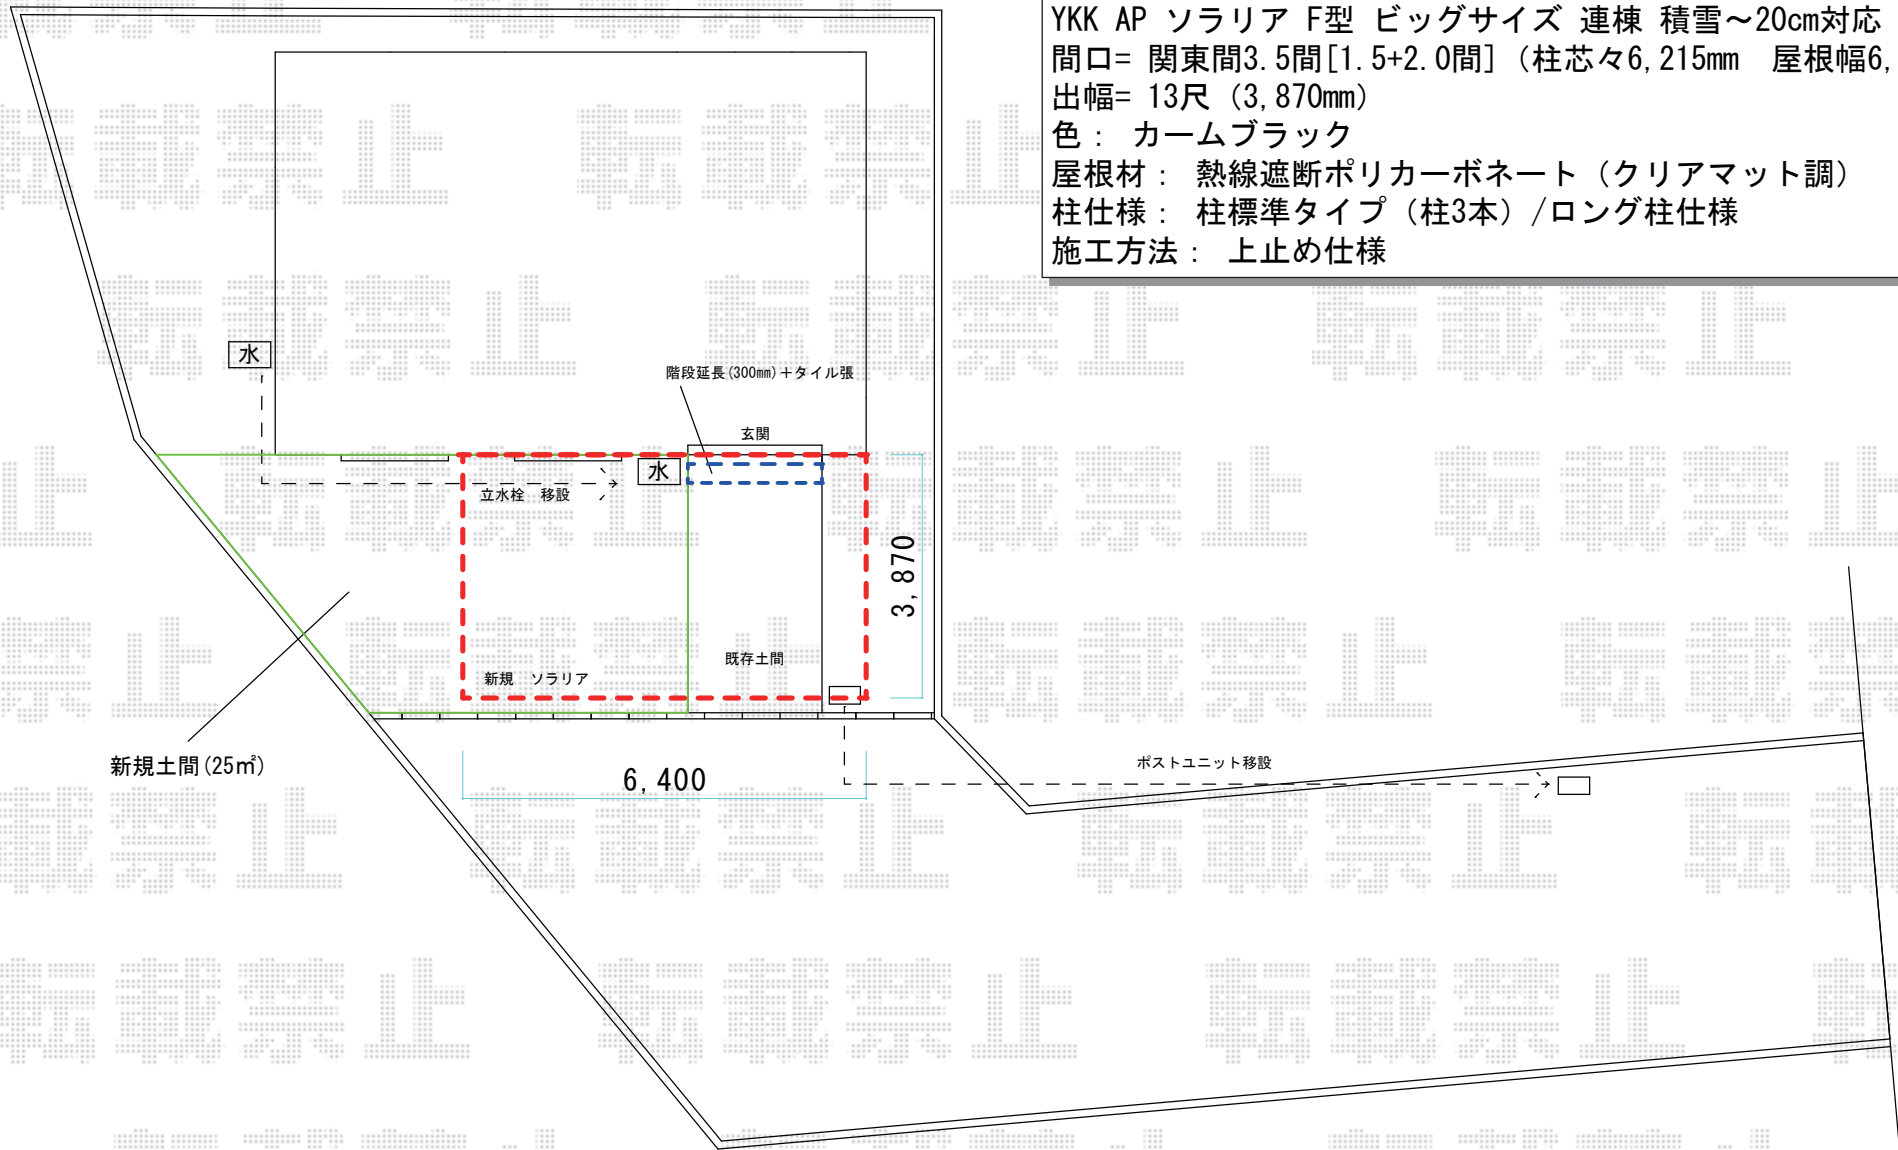 YKK AP ソラリア F型 ビッグサイズ 連棟 積雪～20cm対応
間口= 関東間3.5間[1.5+2.0間]（柱芯々6,215mm　屋根幅6,
出幅= 13尺（3,870mm）
色： カームブラック
屋根材： 熱線遮断ポリカーボネート（クリアマット調）
柱仕様： 柱標準タイプ（柱3本）/ロング柱仕様
施工方法： 上止め仕様
水
階段延長(300mm)＋タイル張
玄関
水
立水栓　移設
3,870
既存土間
新規　ソラリア
新規土間(25㎡)
6,400
ポストユニット移設
転載禁止